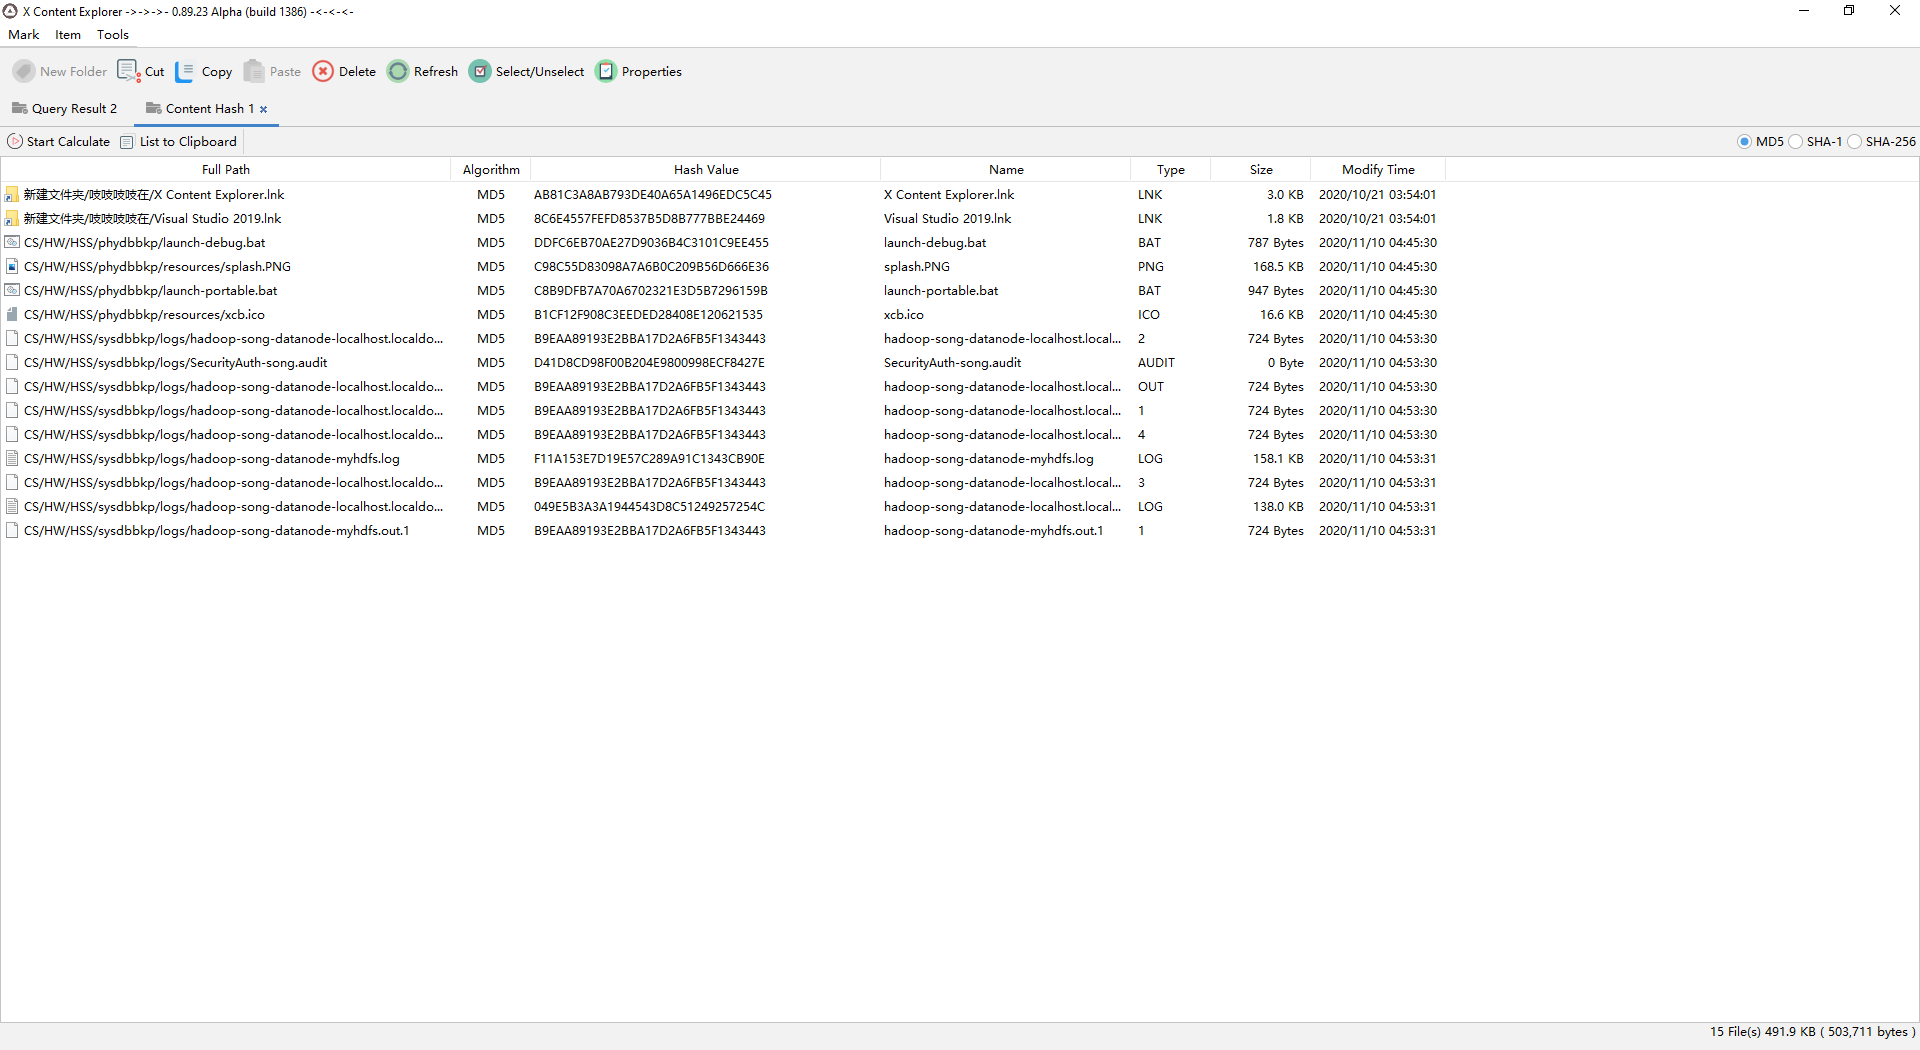 X Content Explorer ->->->- 0.89.23 Alpha (build 1386) -<-<-<-
Mark Item Tools
New Folder Cut Copy Paste Delete Refresh Select/Unselect Properties
Query Result 2 Content Hash 1
Start Calculate List to Clipboard MD5 SHA-1 SHA-256
Full Path Algorithm Hash Value Name Type Size Modify Time
新建文件夹/吱吱吱吱在/X Content Explorer.lnk MD5 AB81C3A8AB793DE40A65A1496EDC5C45 X Content Explorer.lnk LNK 3.0 KB 2020/10/21 03:54:01
新建文件夹/吱吱吱吱在/Visual Studio 2019.lnk MD5 8C6E4557FEFD8537B5D8B777BBE24469 Visual Studio 2019.lnk LNK 1.8 KB 2020/10/21 03:54:01
CS/HW/HSS/phydbbkp/launch-debug.bat MD5 DDFC6EB70AE27D9036B4C3101C9EE455 launch-debug.bat BAT 787 Bytes 2020/11/10 04:45:30
CS/HW/HSS/phydbbkp/resources/splash.PNG MD5 C98C55D83098A7A6B0C209B56D666E36 splash.PNG PNG 168.5 KB 2020/11/10 04:45:30
CS/HW/HSS/phydbbkp/launch-portable.bat MD5 C8B9DFB7A70A6702321E3D5B7296159B launch-portable.bat BAT 947 Bytes 2020/11/10 04:45:30
CS/HW/HSS/phydbbkp/resources/xcb.ico MD5 B1CF12F908C3EEDED28408E120621535 xcb.ico ICO 16.6 KB 2020/11/10 04:45:30
CS/HW/HSS/sysdbbkp/logs/hadoop-song-datanode-localhost.localdo... MD5 B9EAA89193E2BBA17D2A6FB5F1343443 hadoop-song-datanode-localhost.local... 2 724 Bytes 2020/11/10 04:53:30
CS/HW/HSS/sysdbbkp/logs/SecurityAuth-song.audit MD5 D41D8CD98F00B204E9800998ECF8427E SecurityAuth-song.audit AUDIT 0 Byte 2020/11/10 04:53:30
CS/HW/HSS/sysdbbkp/logs/hadoop-song-datanode-localhost.localdo... MD5 B9EAA89193E2BBA17D2A6FB5F1343443 hadoop-song-datanode-localhost.local... OUT 724 Bytes 2020/11/10 04:53:30
CS/HW/HSS/sysdbbkp/logs/hadoop-song-datanode-localhost.localdo... MD5 B9EAA89193E2BBA17D2A6FB5F1343443 hadoop-song-datanode-localhost.local... 1 724 Bytes 2020/11/10 04:53:30
CS/HW/HSS/sysdbbkp/logs/hadoop-song-datanode-localhost.localdo... MD5 B9EAA89193E2BBA17D2A6FB5F1343443 hadoop-song-datanode-localhost.local... 4 724 Bytes 2020/11/10 04:53:30
CS/HW/HSS/sysdbbkp/logs/hadoop-song-datanode-myhdfs.log MD5 F11A153E7D19E57C289A91C1343CB90E hadoop-song-datanode-myhdfs.log LOG 158.1 KB 2020/11/10 04:53:31
CS/HW/HSS/sysdbbkp/logs/hadoop-song-datanode-localhost.localdo... MD5 B9EAA89193E2BBA17D2A6FB5F1343443 hadoop-song-datanode-localhost.local... 3 724 Bytes 2020/11/10 04:53:31
CS/HW/HSS/sysdbbkp/logs/hadoop-song-datanode-localhost.localdo... MD5 049E5B3A3A1944543D8C51249257254C hadoop-song-datanode-localhost.local... LOG 138.0 KB 2020/11/10 04:53:31
CS/HW/HSS/sysdbbkp/logs/hadoop-song-datanode-myhdfs.out.1 MD5 B9EAA89193E2BBA17D2A6FB5F1343443 hadoop-song-datanode-myhdfs.out.1 1 724 Bytes 2020/11/10 04:53:31
15 File(s) 491.9 KB ( 503,711 bytes )